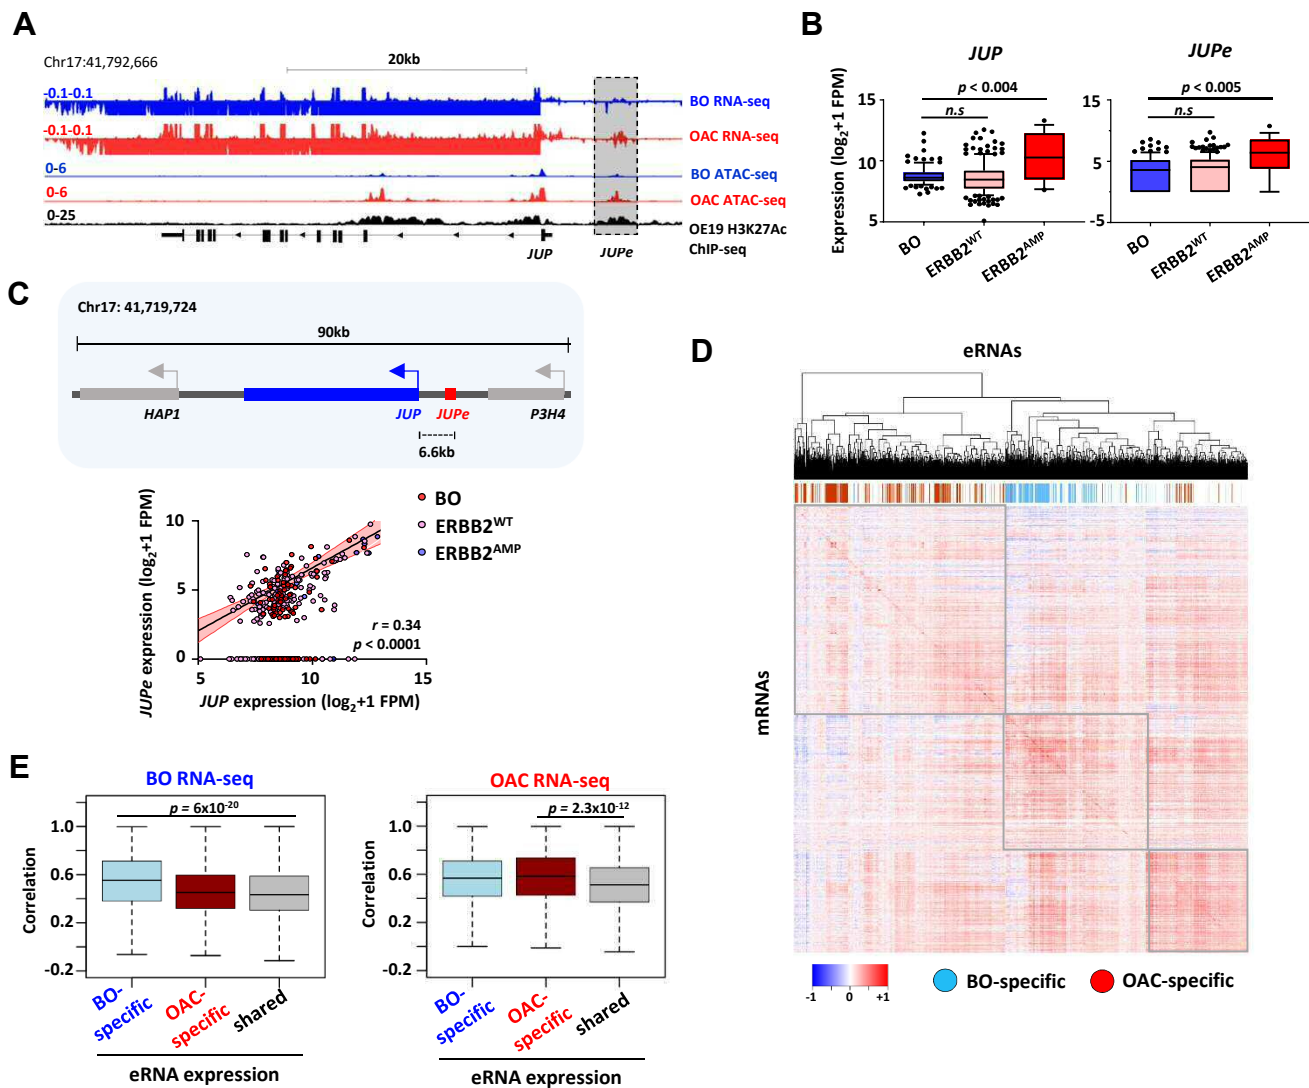 A
Chr17:41,792,666
20kb
-0.1-0.1
BO RNA-seq
-0.1-0.1
OAC RNA-seq
0-6
BO ATAC-seq
0-6
OAC ATAC-seq
0-25
OE19 H3K27Ac
ChIP-seq
JUP
JUPe
B
JUP
JUPe
p < 0.004
n.s
p < 0.005
n.s
Expression (log2+1 FPM)
15
10
5
15
5
-5
BO
ERBB2WT
ERBB2AMP
BO
ERBB2WT
ERBB2AMP
C
Chr17: 41,719,724
90kb
HAP1
JUP
JUPe
P3H4
6.6kb
JUPe expression (log2+1 FPM)
10
5
0
5
10
15
JUP expression (log2+1 FPM)
BO
ERBB2WT
ERBB2AMP
r = 0.34
p < 0.0001
D
eRNAs
mRNAs
-1
0
+1
BO-specific
OAC-specific
E
BO RNA-seq
p = 6x10-20
Correlation
1.0
0.6
0.2
-0.2
BO-
specific
OAC-
specific
shared
eRNA expression
OAC RNA-seq
p = 2.3x10-12
Correlation
1.0
0.6
0.2
-0.2
BO-
specific
OAC-
specific
shared
eRNA expression